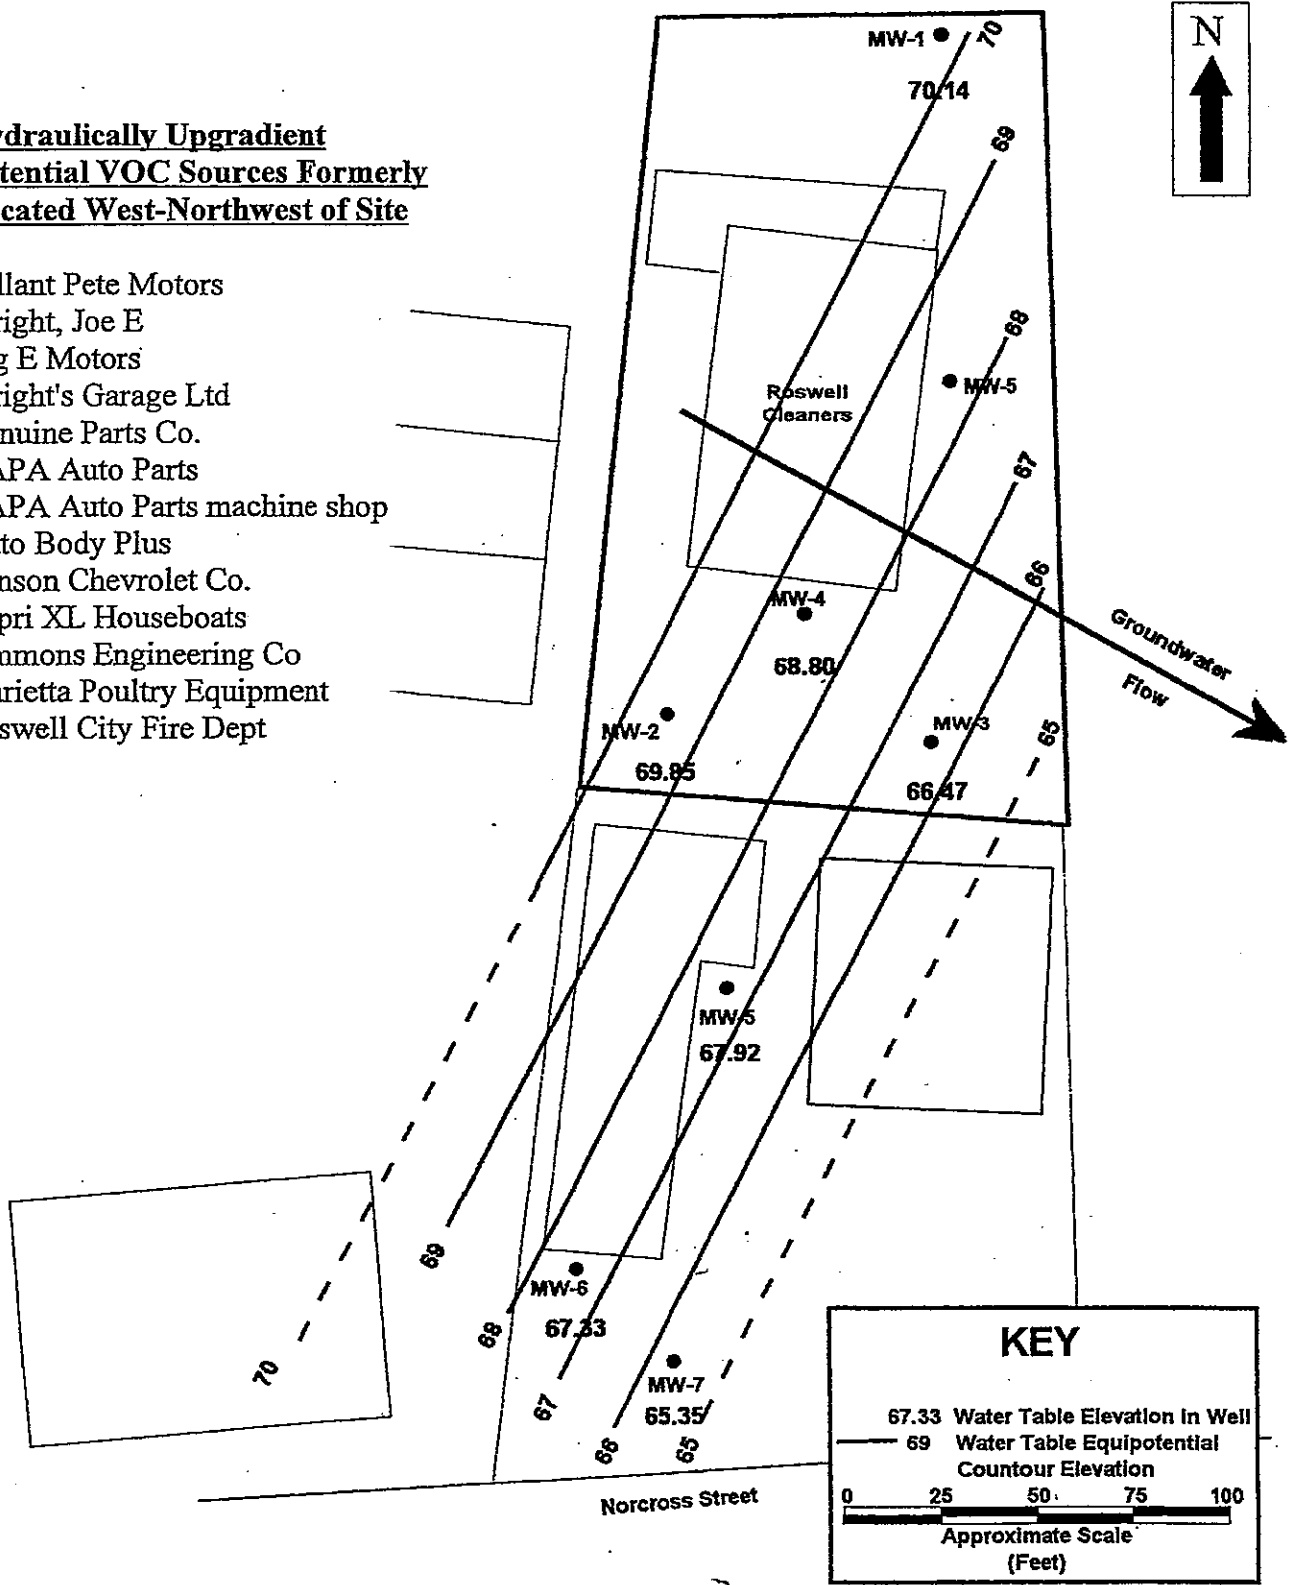 N
draulically Upgradient
tential VOC Sources Formerly
cated West-Northwest of Site
llant Pete Motors
right, Joe E
g E Motors
right's Garage Ltd
nuine Parts Co.
APA Auto Parts
APA Auto Parts machine shop
to Body Plus
nson Chevrolet Co.
pri XL Houseboats
mmons Engineering Co
rietta Poultry Equipment
swell City Fire Dept
MW-1
70.14
70
69
68
67
66
65
Roswell
Cleaners
MW-5
MW-4
68.80
MW-2
69.85
MW-3
66.47
Groundwater
Flow
MW-5
67.92
MW-6
67.33
MW-7
65.35
70
69
68
67
66
65
Norcross Street
KEY
67.33 Water Table Elevation in Well
69 Water Table Equipotential
Countour Elevation
0 25 50 75 100
Approximate Scale
(Feet)